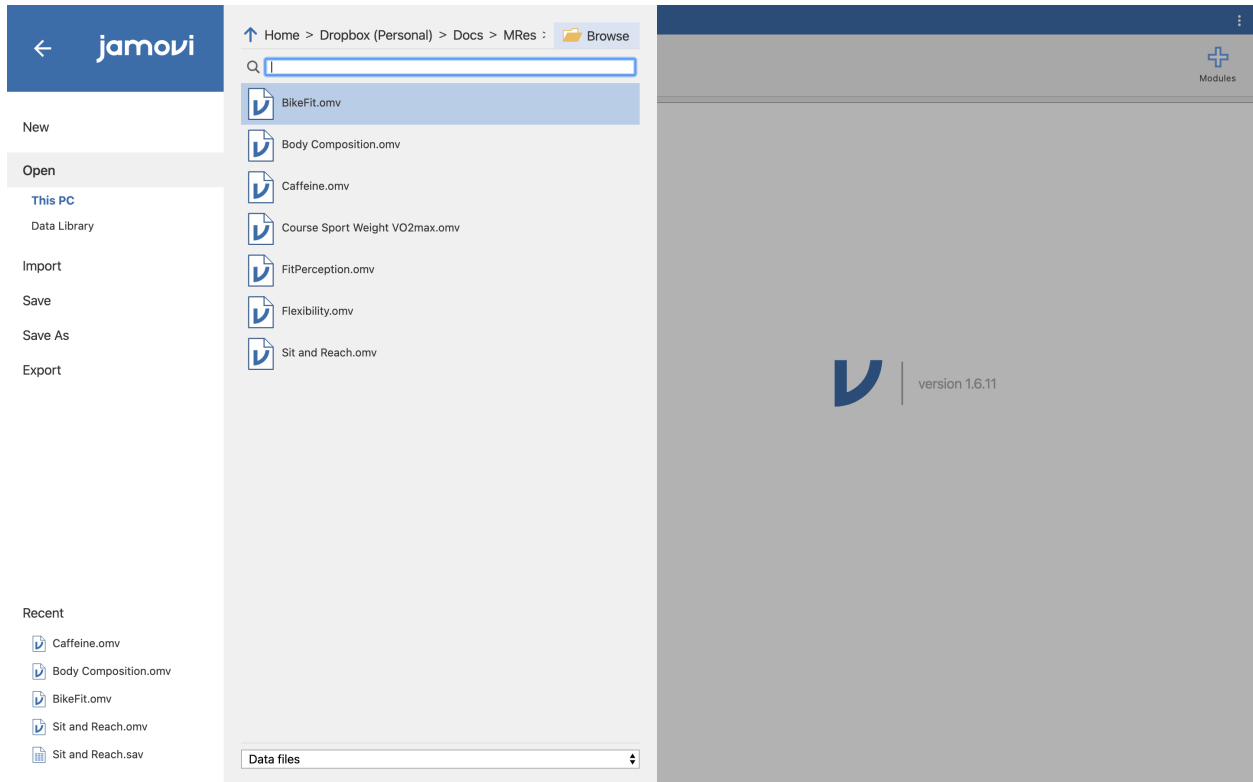 jamovi
New
Open
This PC
Data Library
Import
Save
Save As
Export
Recent
Caffeine.omv
Body Composition.omv
BikeFit.omv
Sit and Reach.omv
Sit and Reach.sav
Home > Dropbox (Personal) > Docs > MRes :
Browse
BikeFit.omv
Body Composition.omv
Caffeine.omv
Course Sport Weight VO2max.omv
FitPerception.omv
Flexibility.omv
Sit and Reach.omv
Data files
Modules
version 1.6.11